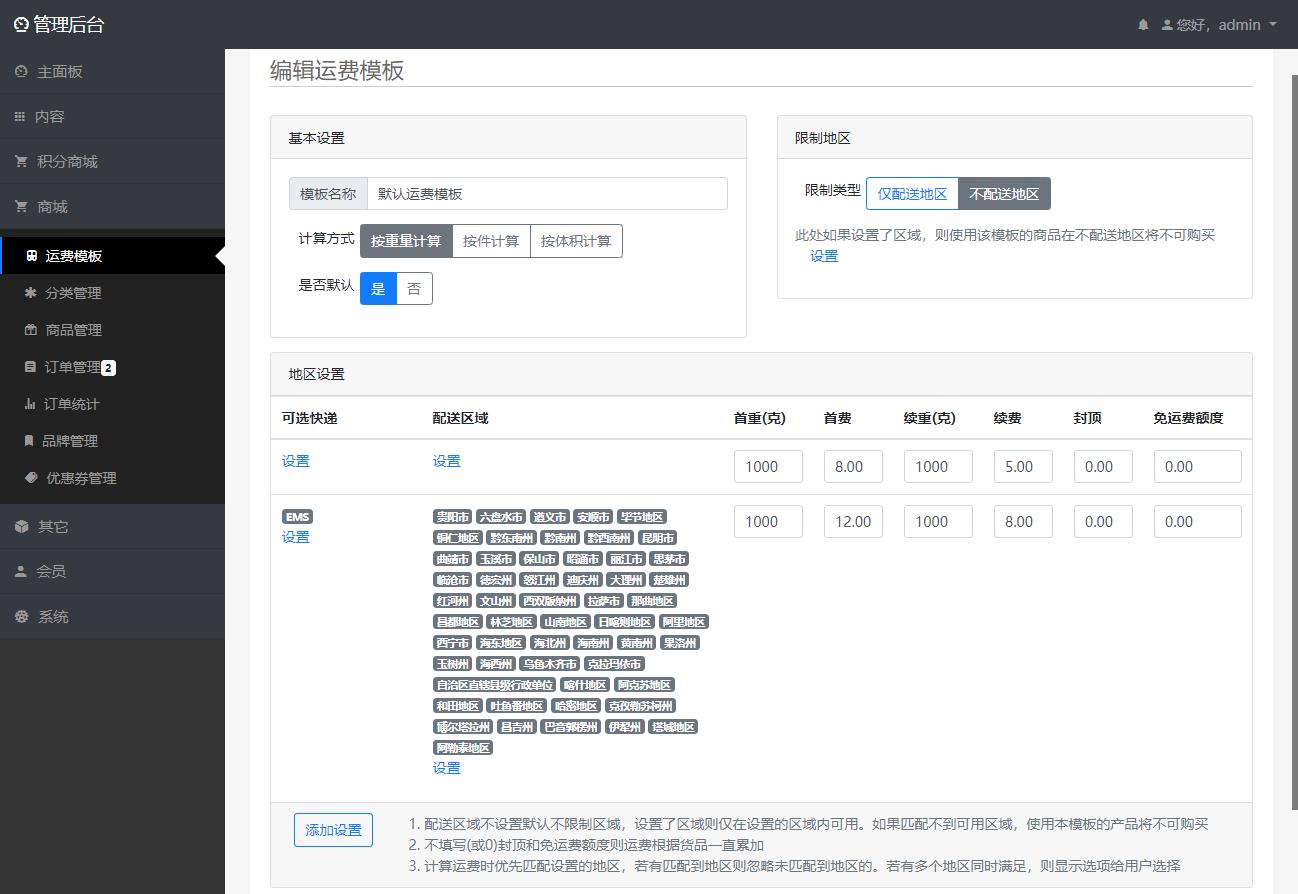 管理后台
您好，admin
主面板
内容
积分商城
商城
运费模板
分类管理
商品管理
订单管理 2
订单统计
品牌管理
优惠券管理
其它
会员
系统
编辑运费模板
基本设置
模板名称 默认运费模板
计算方式 按重量计算 按件计算 按体积计算
是否默认 是 否
限制地区
限制类型 仅配送地区 不配送地区
此处如果设置了区域，则使用该模板的商品在不配送地区将不可购买
设置
地区设置
可选快递 配送区域 首重(克) 首费 续重(克) 续费 封顶 免运费额度
设置 设置 1000 8.00 1000 5.00 0.00 0.00
EMS
设置
贵阳市 六盘水市 遵义市 安顺市 毕节地区
铜仁地区 黔东南州 黔南州 黔西南州 昆明市
曲靖市 玉溪市 保山市 昭通市 丽江市 思茅市
临沧市 德宏州 怒江州 迪庆州 大理州 楚雄州
红河州 文山州 西双版纳州 拉萨市 那曲地区
昌都地区 林芝地区 山南地区 日喀则地区 阿里地区
西宁市 海东地区 海北州 海南州 黄南州 果洛州
玉树州 海西州 乌鲁木齐市 克拉玛依市
自治区直辖县级行政单位 喀什地区 阿克苏地区
和田地区 吐鲁番地区 哈密地区 克孜勒苏柯州
博尔塔拉州 昌吉州 巴音郭楞州 伊犁州 塔城地区
阿勒泰地区
设置
1000 12.00 1000 8.00 0.00 0.00
添加设置
1. 配送区域不设置默认不限制区域，设置了区域则仅在设置的区域内可用。如果匹配不到可用区域，使用本模板的产品将不可购买
2. 不填写(或0)封顶和免运费额度则运费根据货品一直累加
3. 计算运费时优先匹配设置的地区，若有匹配到地区则忽略未匹配到地区的。若有多个地区同时满足，则显示选项给用户选择